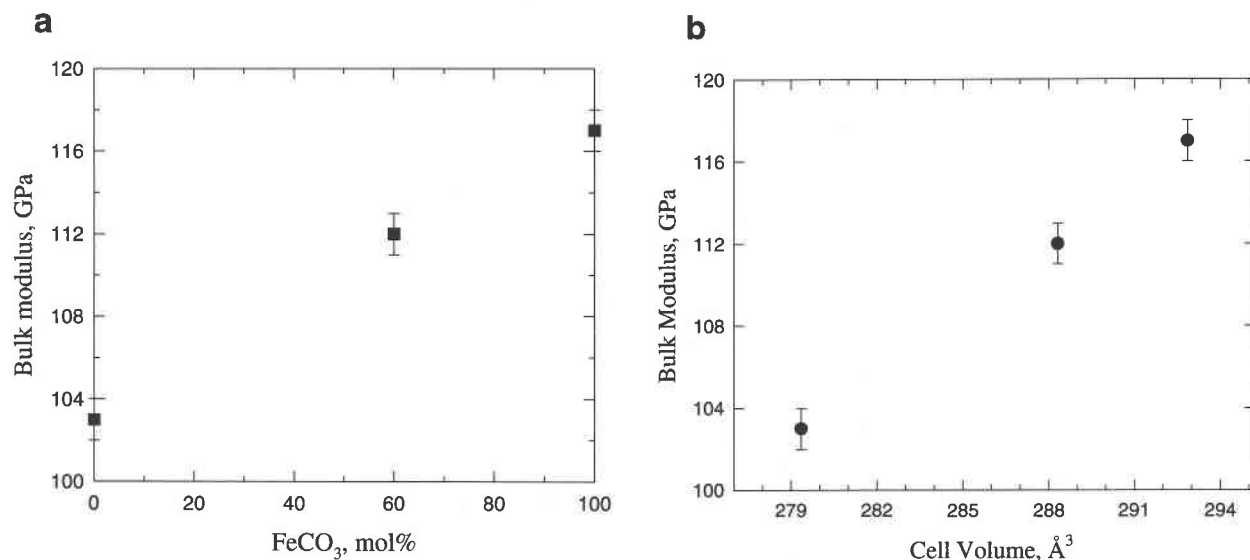 a
120
116
112
108
104
100
Bulk modulus, GPa
0 20 40 60 80 100
FeCO3, mol%
b
120
116
112
108
104
100
Bulk Modulus, GPa
279 282 285 288 291 294
Cell Volume, Å3